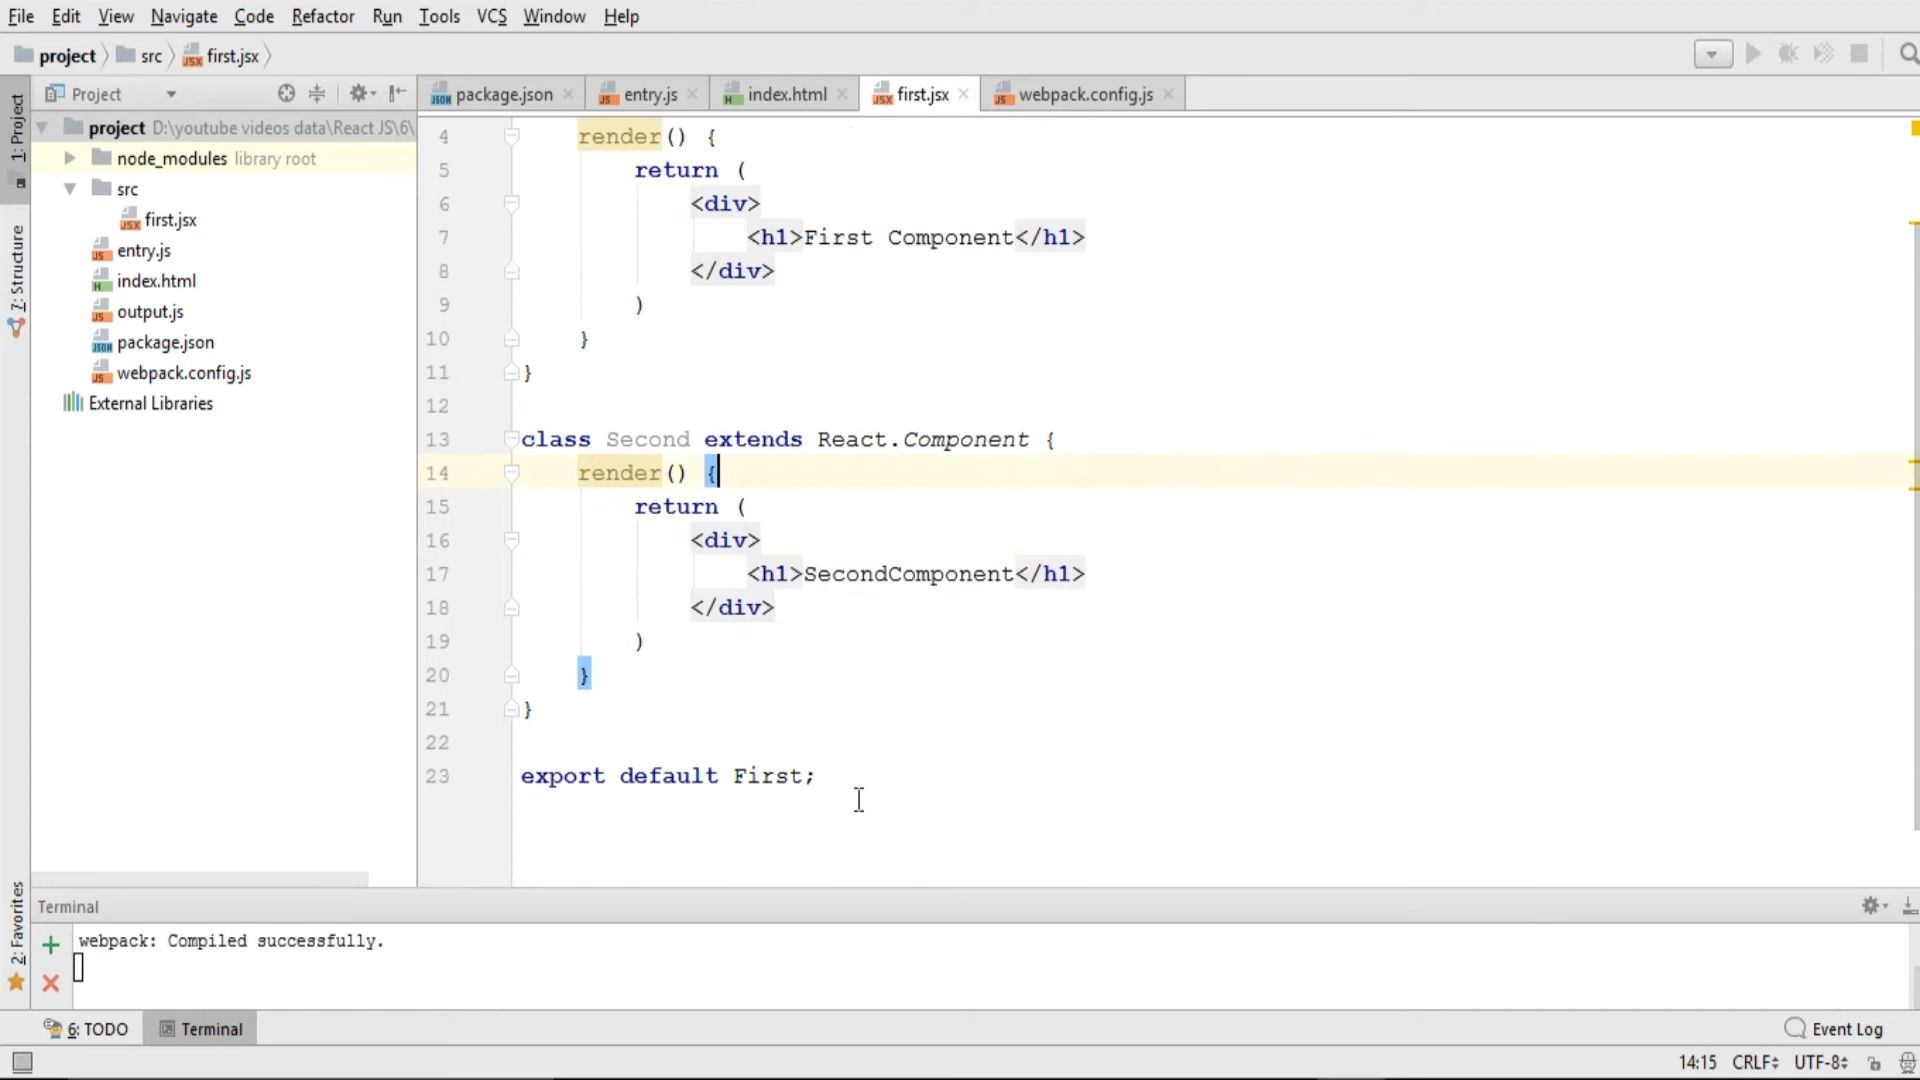 File Edit View Navigate Code Refactor Run Tools VCS Window Help
project src first.jsx
1: Project
7: Structure
2: Favorites
Project
project D:\youtube videos data\React JS\6\
node_modules library root
src
first.jsx
entry.js
index.html
output.js
package.json
webpack.config.js
External Libraries
package.json entry.js index.html first.jsx webpack.config.js
4 render() {
5 return (
6 <div>
7 <h1>First Component</h1>
8 </div>
9 )
10 }
11 }
12
13 class Second extends React.Component {
14 render() {
15 return (
16 <div>
17 <h1>SecondComponent</h1>
18 </div>
19 )
20 }
21 }
22
23 export default First;
Terminal
webpack: Compiled successfully.
6: TODO Terminal Event Log
14:15 CRLF UTF-8